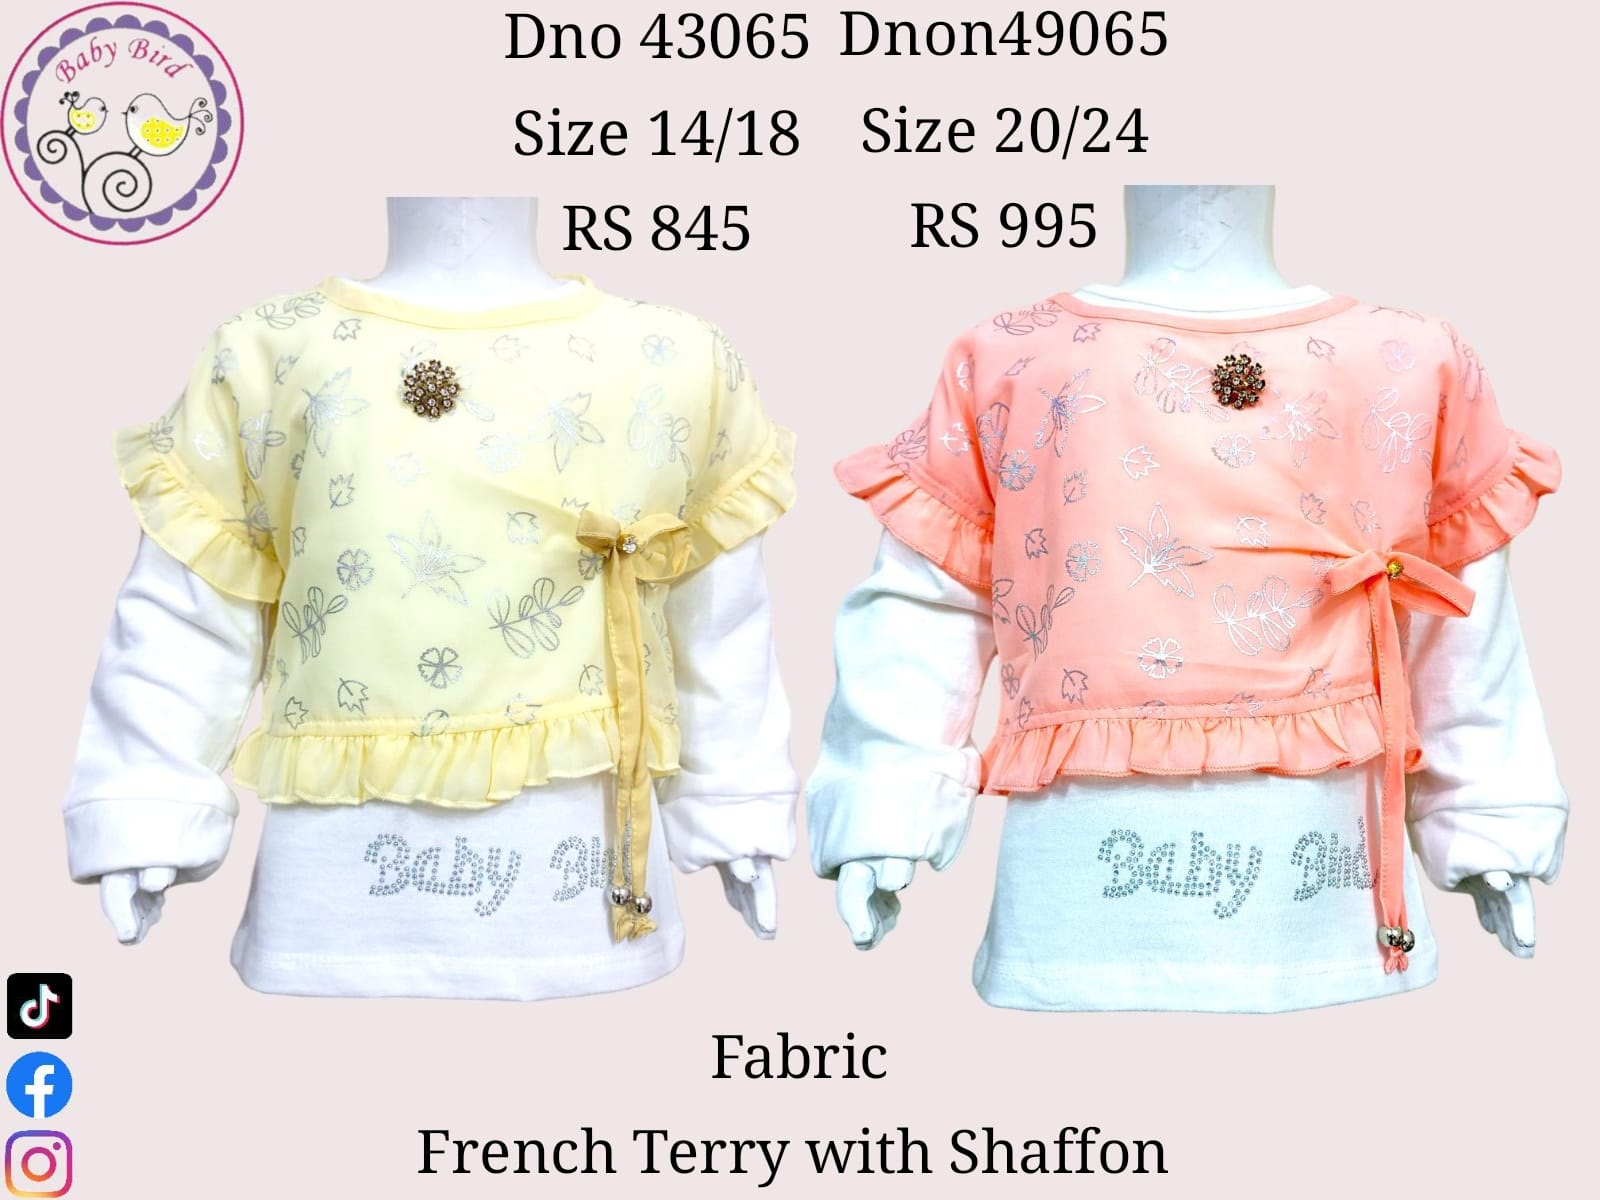 Baby Bird
Dno 43065
Size 14/18
RS 845
Dnon49065
Size 20/24
RS 995
Baby Bird
Baby Bird
Fabric
French Terry with Shaffon